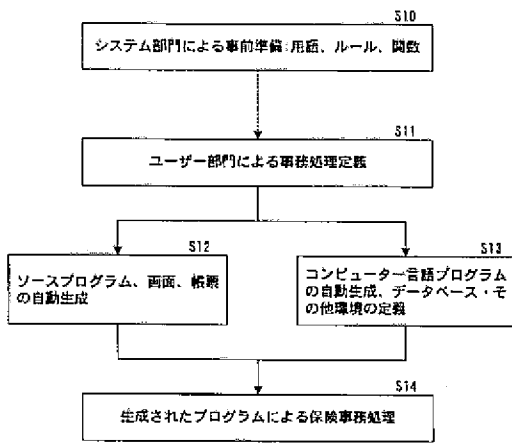 S10
システム部門による事前準備:用語、ルール、関数
S11
ユーザー部門による事務処理定義
S12
ソースプログラム、画面、帳票
の自動生成
S13
コンピューター言語プログラム
の自動生成、データベース・そ
の他環境の定義
S14
生成されたプログラムによる保険事務処理